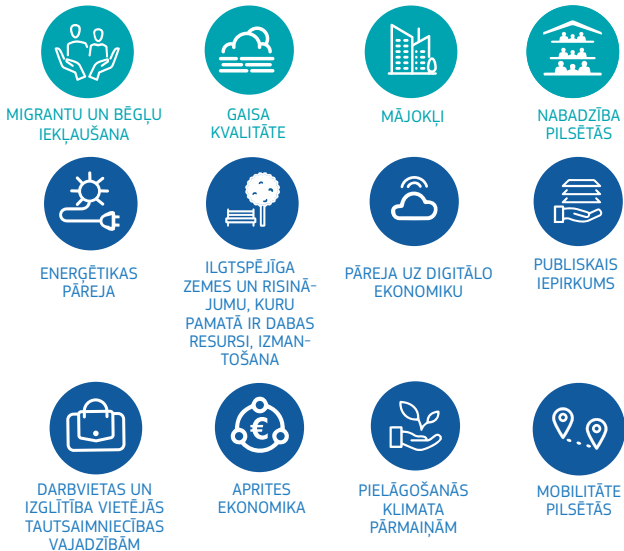 MIGRANTU UN BĒGĻU
IEKĻAUŠANA
GAISA
KVALITĀTE
MĀJOKĻI
NABADZĪBA
PILSĒTĀS
ENERĢĒTIKAS
PĀREJA
ILGTSPĒJĪGA
ZEMES UN RISINĀ-
JUMU, KURU
PAMATĀ IR DABAS
RESURSI, IZMAN-
TOŠANA
PĀREJA UZ DIGITĀLO
EKONOMIKU
PUBLISKAIS
IEPIRKUMS
DARBVIETAS UN
IZGLĪTĪBA VIETĒJĀS
TAUTSAIMNIECĪBAS
VAJADZĪBĀM
€
APRITES
EKONOMIKA
PIELĀGOŠANĀS
KLIMATA
PĀRMAIŅĀM
MOBILITĀTE
PILSĒTĀS